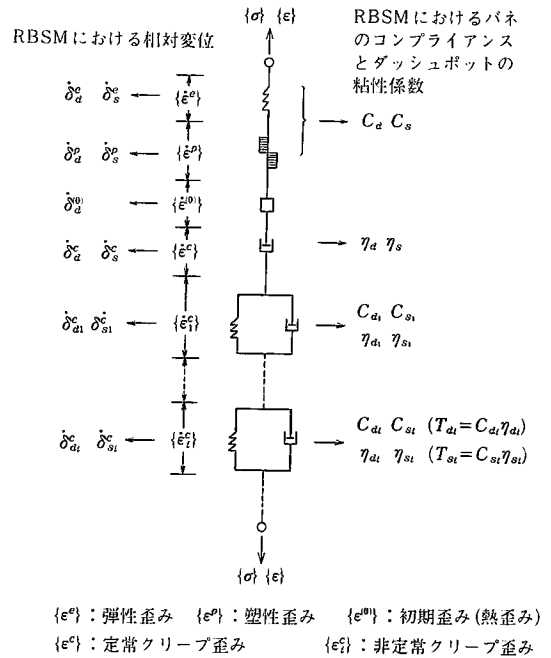 {σ} {ε}
RBSMにおける相対変位
RBSMにおけるバネ
のコンプライアンス
とダッシュポットの
粘性係数
δ̇ᵉ_d δ̇ᵉ_s {ε̇ᵉ}
C_d C_s
δ̇ᵖ_d δ̇ᵖ_s {ε̇ᵖ}
δ̇⁽⁰⁾_d {ε̇⁽⁰⁾}
δ̇ᶜ_d δ̇ᶜ_s {ε̇ᶜ} η_d η_s
δ̇ᶜ_d1 δ̇ᶜ_s1 {ε̇ᶜ_1} C_d1 C_s1
η_d1 η_s1
δ̇ᶜ_di δ̇ᶜ_si {ε̇ᶜ_i} C_di C_si (T_di=C_diη_di)
η_di η_si (T_si=C_siη_si)
{σ} {ε}
{εᵉ}：弾性歪み {εᵖ}：塑性歪み {ε⁽⁰⁾}：初期歪み(熱歪み)
{εᶜ}：定常クリープ歪み {εᶜ_i}：非定常クリープ歪み